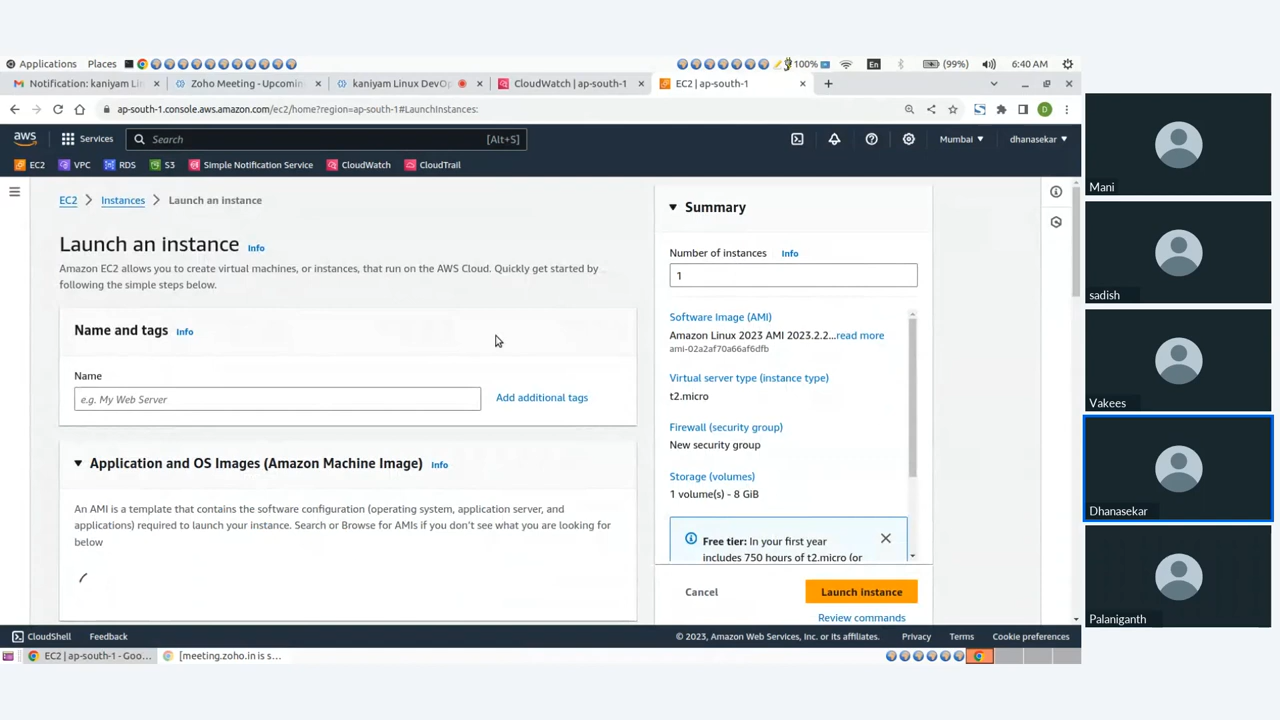 Applications Places 100% En (99%) 6:40 AM
Notification: kaniyam Lin Zoho Meeting - Upcomin kaniyam Linux DevO CloudWatch | ap-south-1 EC2 | ap-south-1
ap-south-1.console.aws.amazon.com/ec2/home?region=ap-south-1#LaunchInstances: D
aws Services Search [Alt+S] Mumbai dhanasekar
EC2 VPC RDS S3 Simple Notification Service CloudWatch CloudTrail
EC2 Instances Launch an instance
Launch an instance Info
Amazon EC2 allows you to create virtual machines, or instances, that run on the AWS Cloud. Quickly get started by
following the simple steps below.
Name and tags Info
Name
e.g. My Web Server Add additional tags
Application and OS Images (Amazon Machine Image) Info
An AMI is a template that contains the software configuration (operating system, application server, and
applications) required to launch your instance. Search or Browse for AMIs if you don't see what you are looking for
below
Summary
Number of instances Info
1
Software Image (AMI)
Amazon Linux 2023 AMI 2023.2.2...read more
ami-02a2af70a66af6dfb
Virtual server type (instance type)
t2.micro
Firewall (security group)
New security group
Storage (volumes)
1 volume(s) - 8 GiB
Free tier: In your first year
includes 750 hours of t2.micro (or
Cancel Launch instance
Review commands
CloudShell Feedback © 2023, Amazon Web Services, Inc. or its affiliates. Privacy Terms Cookie preferences
EC2 | ap-south-1 - Goo... [meeting.zoho.in is s...
Mani
sadish
Vakees
Dhanasekar
Palaniganth